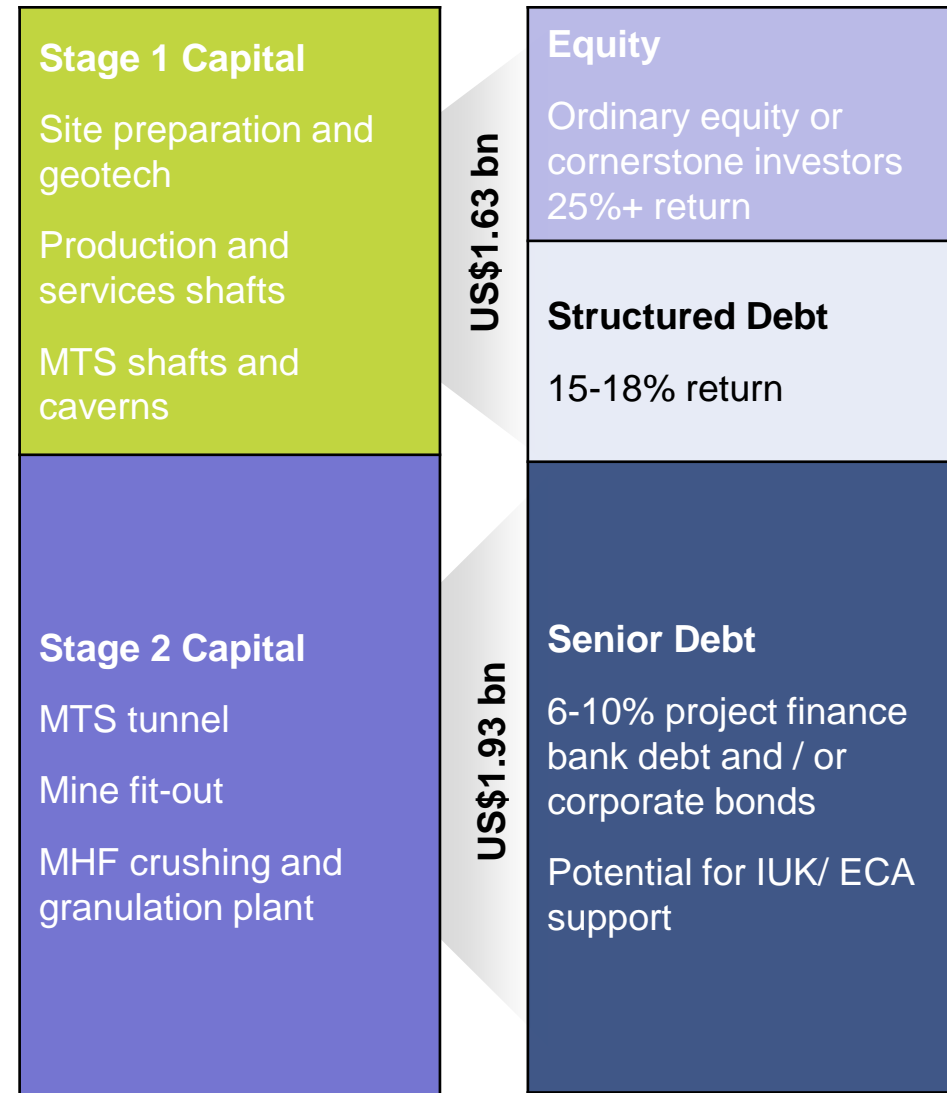 Stage 1 Capital
Site preparation and
geotech
Production and
services shafts
MTS shafts and
caverns
Stage 2 Capital
MTS tunnel
Mine fit-out
MHF crushing and
granulation plant
US$1.63 bn
US$1.93 bn
Equity
Ordinary equity or
cornerstone investors
25%+ return
Structured Debt
15-18% return
Senior Debt
6-10% project finance
bank debt and / or
corporate bonds
Potential for IUK/ ECA
support